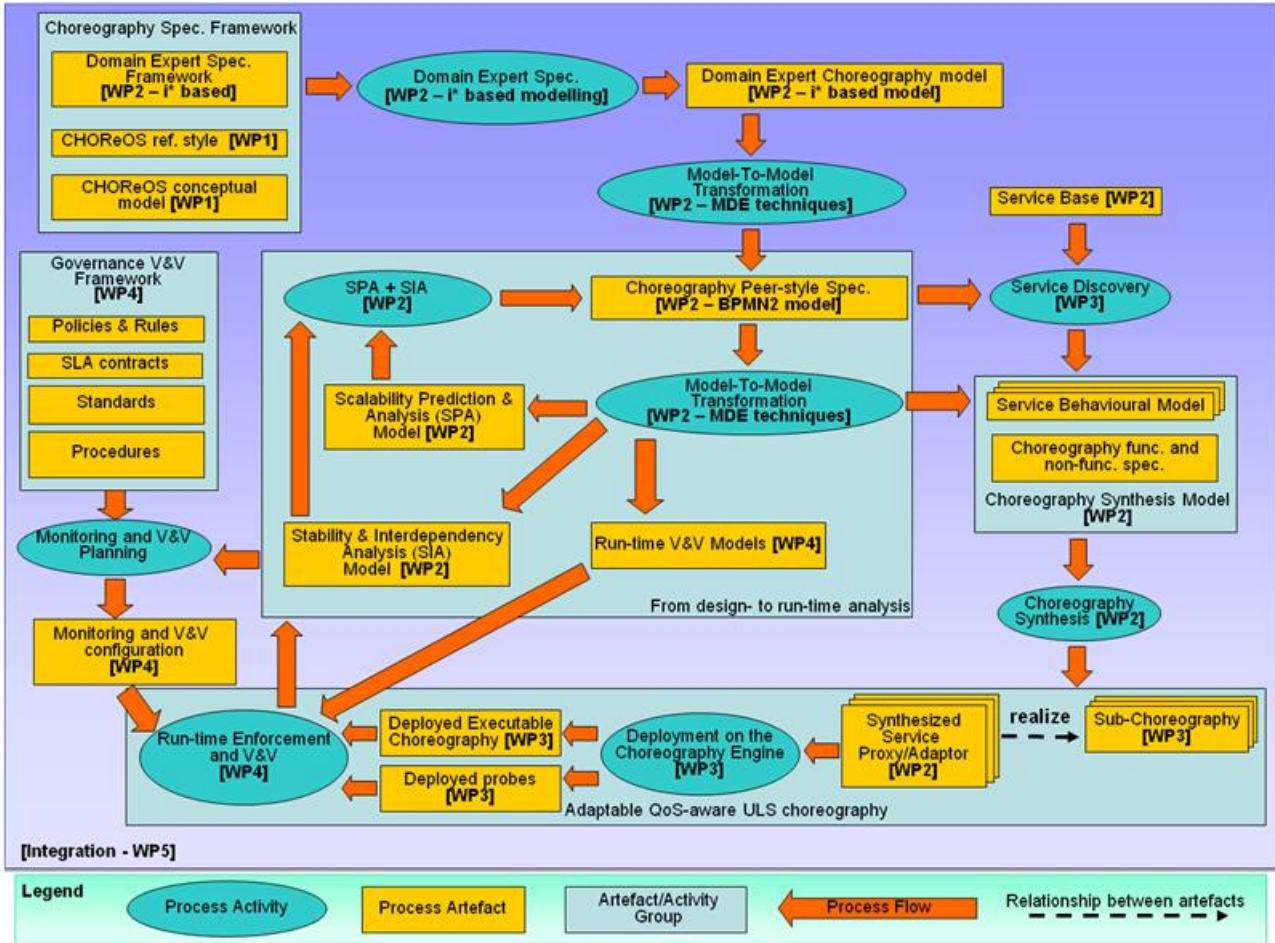 Choreography Spec. Framework
Domain Expert Spec.
Framework
[WP2 – i* based]
CHOReOS ref. style [WP1]
CHOReOS conceptual
model [WP1]
Domain Expert Spec.
[WP2 – i* based modelling]
Domain Expert Choreography model
[WP2 – i* based model]
Model-To-Model
Transformation
[WP2 – MDE techniques]
Service Base [WP2]
Governance V&V
Framework
[WP4]
Policies & Rules
SLA contracts
Standards
Procedures
SPA + SIA
[WP2]
Choreography Peer-style Spec.
[WP2 – BPMN2 model]
Service Discovery
[WP3]
Scalability Prediction &
Analysis (SPA)
Model [WP2]
Model-To-Model
Transformation
[WP2 – MDE techniques]
Service Behavioural Model
Choreography func. and
non-func. spec.
Choreography Synthesis Model
[WP2]
Monitoring and V&V
Planning
Stability & Interdependency
Analysis (SIA)
Model [WP2]
Run-time V&V Models [WP4]
From design- to run-time analysis
Choreography
Synthesis [WP2]
Monitoring and V&V
configuration
[WP4]
Run-time Enforcement
and V&V
[WP4]
Deployed Executable
Choreography [WP3]
Deployed probes
[WP3]
Deployment on the
Choreography Engine
[WP3]
Synthesized
Service
Proxy/Adaptor
[WP2]
realize
Sub-Choreography
[WP3]
Adaptable QoS-aware ULS choreography
[Integration - WP5]
Legend
Process Activity
Process Artefact
Artefact/Activity
Group
Process Flow
Relationship between artefacts